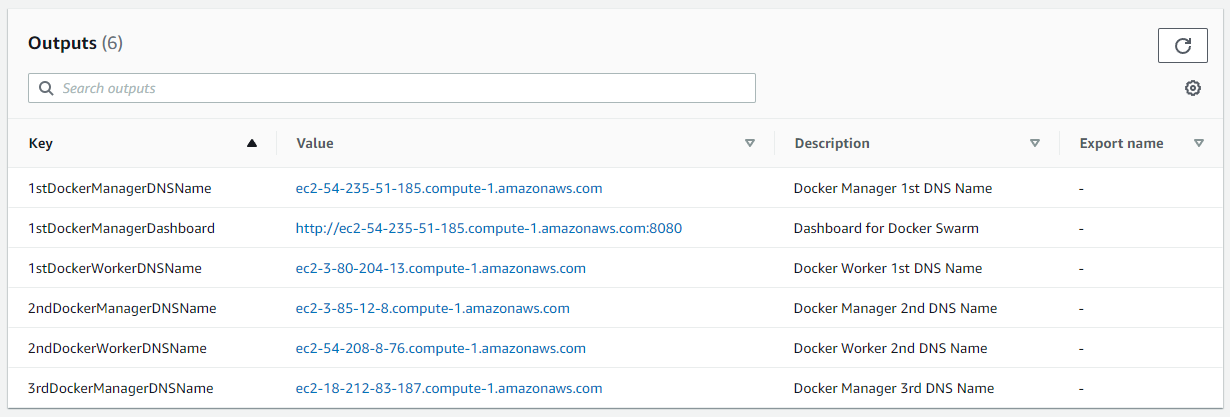 Outputs (6)
Search outputs
Key Value Description Export name
1stDockerManagerDNSName ec2-54-235-51-185.compute-1.amazonaws.com Docker Manager 1st DNS Name -
1stDockerManagerDashboard http://ec2-54-235-51-185.compute-1.amazonaws.com:8080 Dashboard for Docker Swarm -
1stDockerWorkerDNSName ec2-3-80-204-13.compute-1.amazonaws.com Docker Worker 1st DNS Name -
2ndDockerManagerDNSName ec2-3-85-12-8.compute-1.amazonaws.com Docker Manager 2nd DNS Name -
2ndDockerWorkerDNSName ec2-54-208-8-76.compute-1.amazonaws.com Docker Worker 2nd DNS Name -
3rdDockerManagerDNSName ec2-18-212-83-187.compute-1.amazonaws.com Docker Manager 3rd DNS Name -